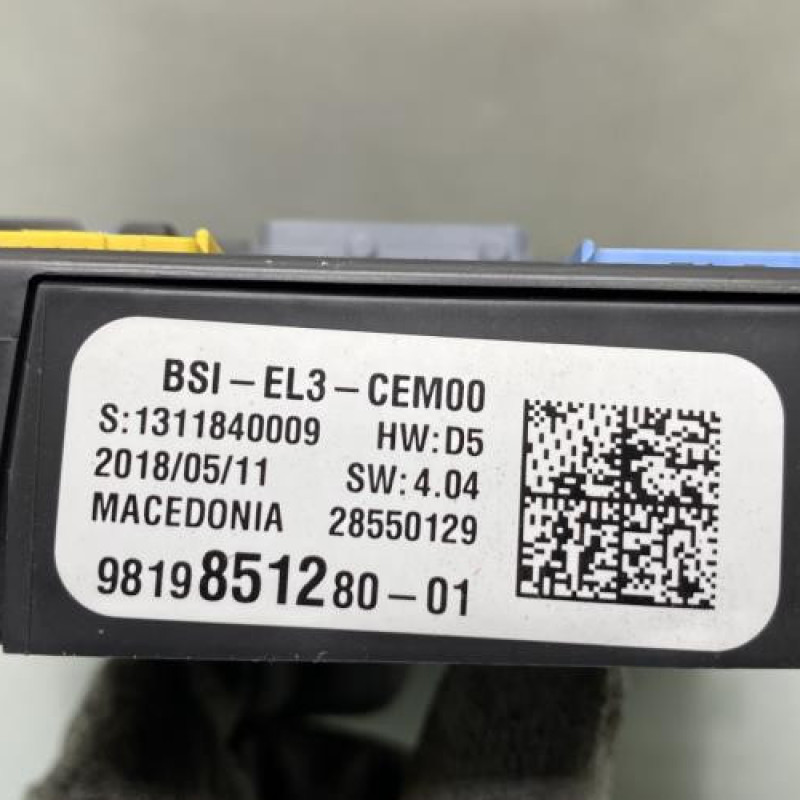 BSI-EL3-CEM00
S:1311840009 HW:D5
2018/05/11 SW:4.04
MACEDONIA 28550129
9819851280-01